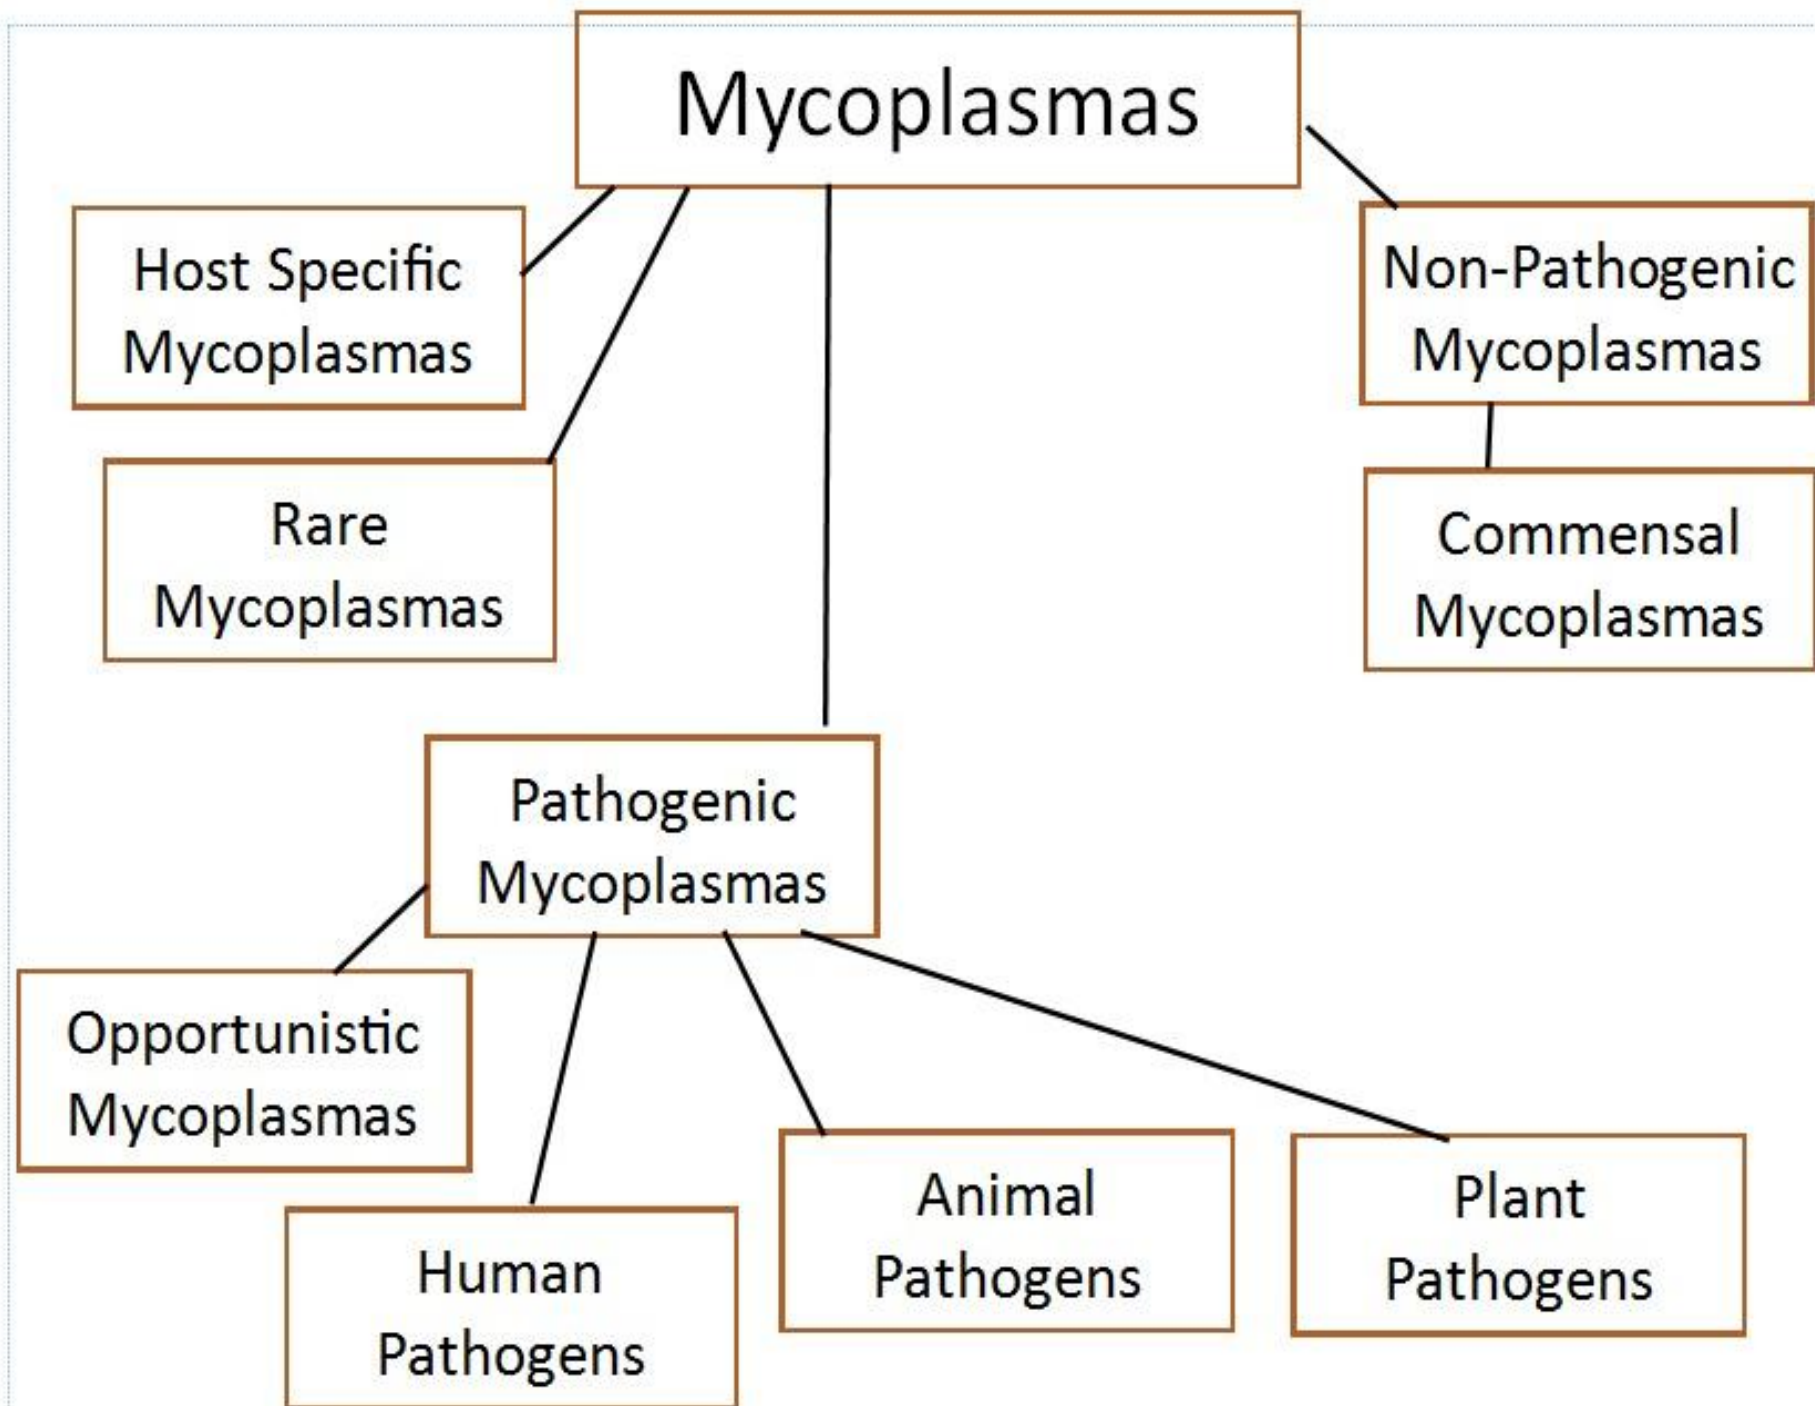 Mycoplasmas
Host Specific
Mycoplasmas
Non-Pathogenic
Mycoplasmas
Rare
Mycoplasmas
Commensal
Mycoplasmas
Pathogenic
Mycoplasmas
Opportunistic
Mycoplasmas
Human
Pathogens
Animal
Pathogens
Plant
Pathogens